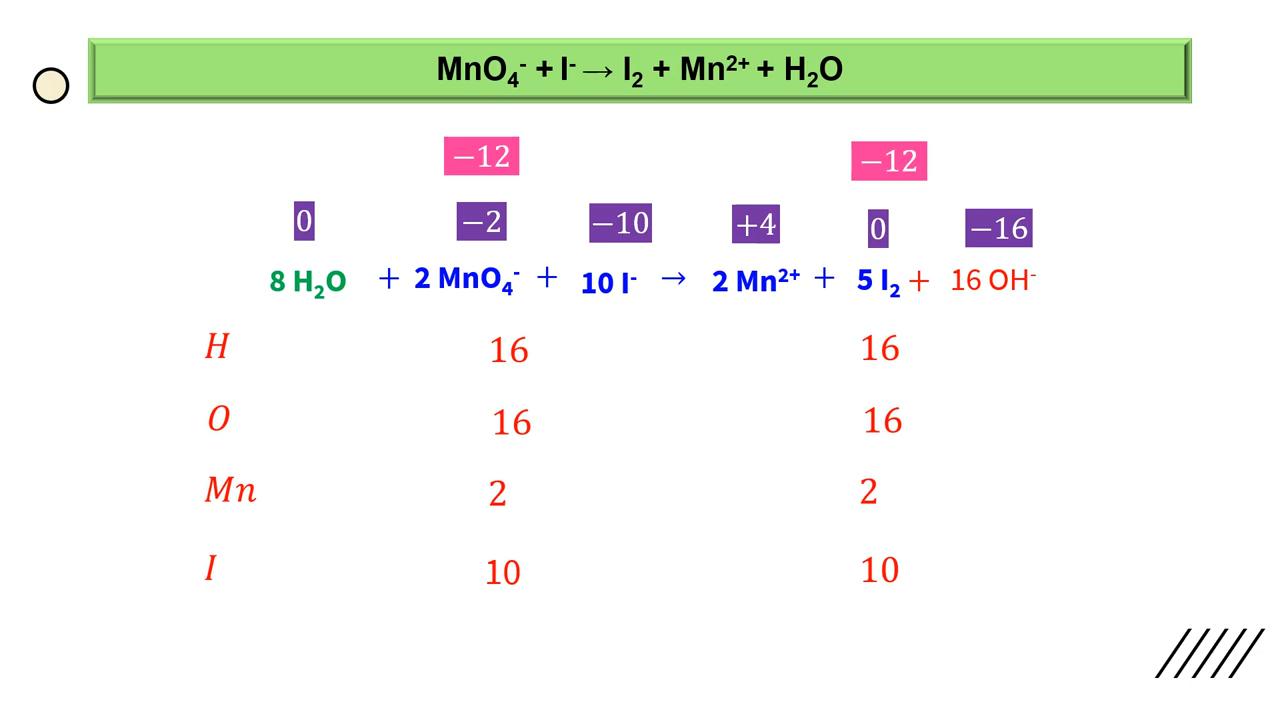 MnO₄⁻ + I⁻ → I₂ + Mn²⁺ + H₂O
−12 −12
0 −2 −10 +4 0 −16
8 H₂O + 2 MnO₄⁻ + 10 I⁻ → 2 Mn²⁺ + 5 I₂ + 16 OH⁻
H 16 16
O 16 16
Mn 2 2
I 10 10